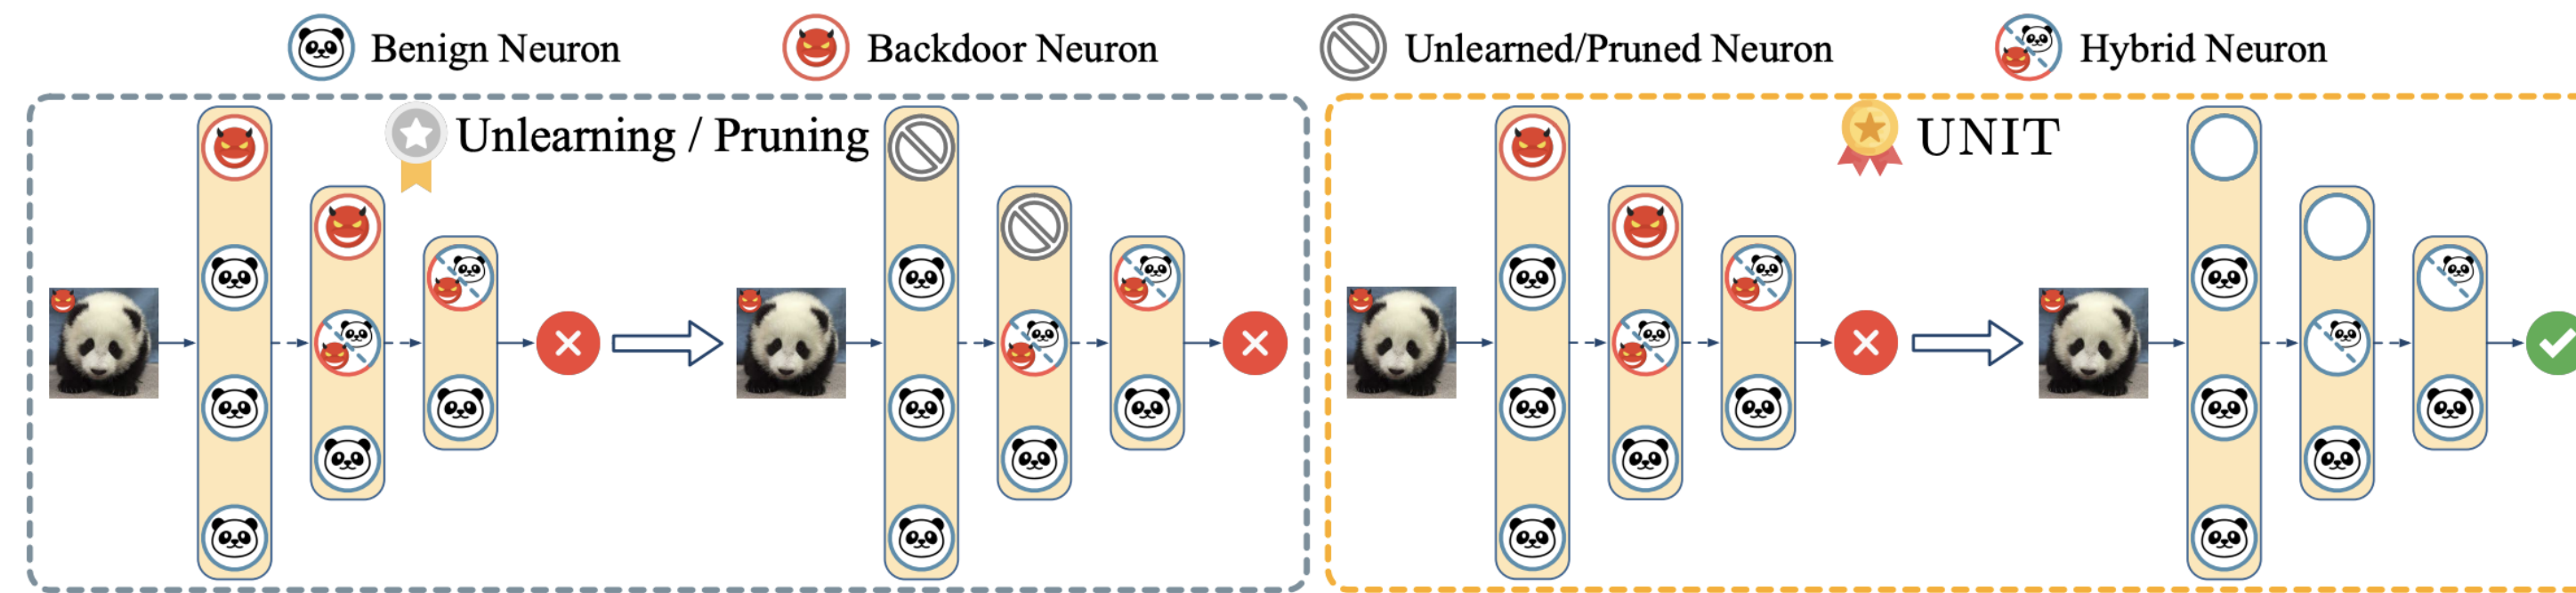 Benign Neuron
Backdoor Neuron
Unlearned/Pruned Neuron
Hybrid Neuron
Unlearning / Pruning
UNIT